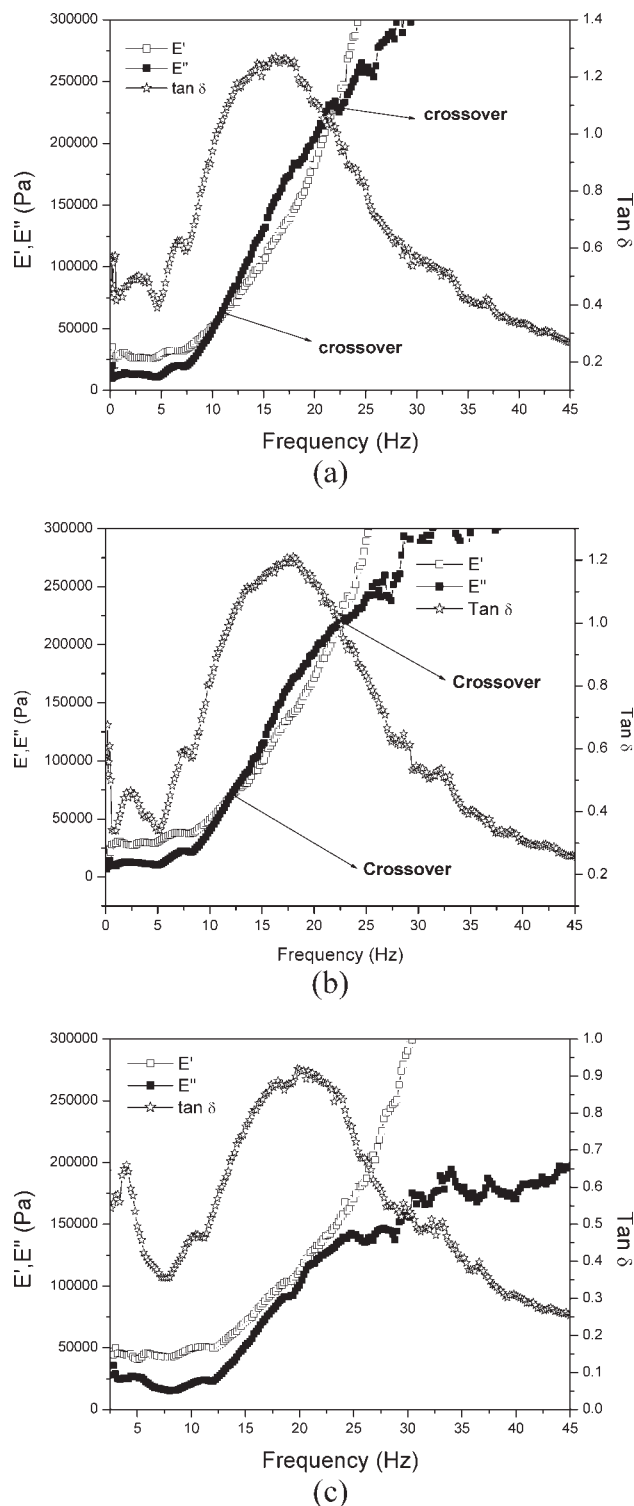 E'
E"
tan δ
crossover
crossover
E',E" (Pa)
Tan δ
300000
250000
200000
150000
100000
50000
0
1.4
1.2
1.0
0.8
0.6
0.4
0.2
0 5 10 15 20 25 30 35 40 45
Frequency (Hz)
(a)
E'
E"
Tan δ
Crossover
Crossover
E',E" (Pa)
Tan δ
300000
250000
200000
150000
100000
50000
0
1.2
1.0
0.8
0.6
0.4
0.2
0 5 10 15 20 25 30 35 40 45
Frequency (Hz)
(b)
E'
E"
tan δ
E',E" (Pa)
Tan δ
300000
250000
200000
150000
100000
50000
0
1.0
0.9
0.8
0.7
0.6
0.5
0.4
0.3
0.2
0.1
0.0
5 10 15 20 25 30 35 40 45
Frequency (Hz)
(c)